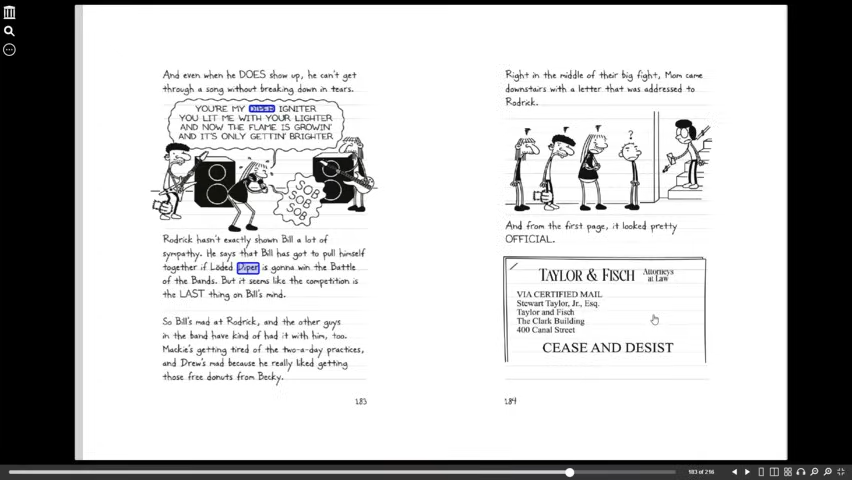 And even when he DOES show up, he can't get
through a song without breaking down in tears.
YOU'RE MY IGNITER
YOU LIT ME WITH YOUR LIGHTER
AND NOW THE FLAME IS GROWIN'
AND IT'S ONLY GETTIN' BRIGHTER
SOB
SOB
SOB
Rodrick hasn't exactly shown Bill a lot of
sympathy. He says that Bill has got to pull himself
together if Löded Diper is gonna win the Battle
of the Bands. But it seems like the competition is
the LAST thing on Bill's mind.
So Bill's mad at Rodrick, and the other guys
in the band have kind of had it with him, too.
Mackie's getting tired of the two-a-day practices,
and Drew's mad because he really liked getting
those free donuts from Becky.
183
Right in the middle of their big fight, Mom came
downstairs with a letter that was addressed to
Rodrick.
?
And from the first page, it looked pretty
OFFICIAL.
TAYLOR & FISCH Attorneys
at Law
VIA CERTIFIED MAIL
Stewart Taylor, Jr., Esq.
Taylor and Fisch
The Clark Building
400 Canal Street
CEASE AND DESIST
184
183 of 216